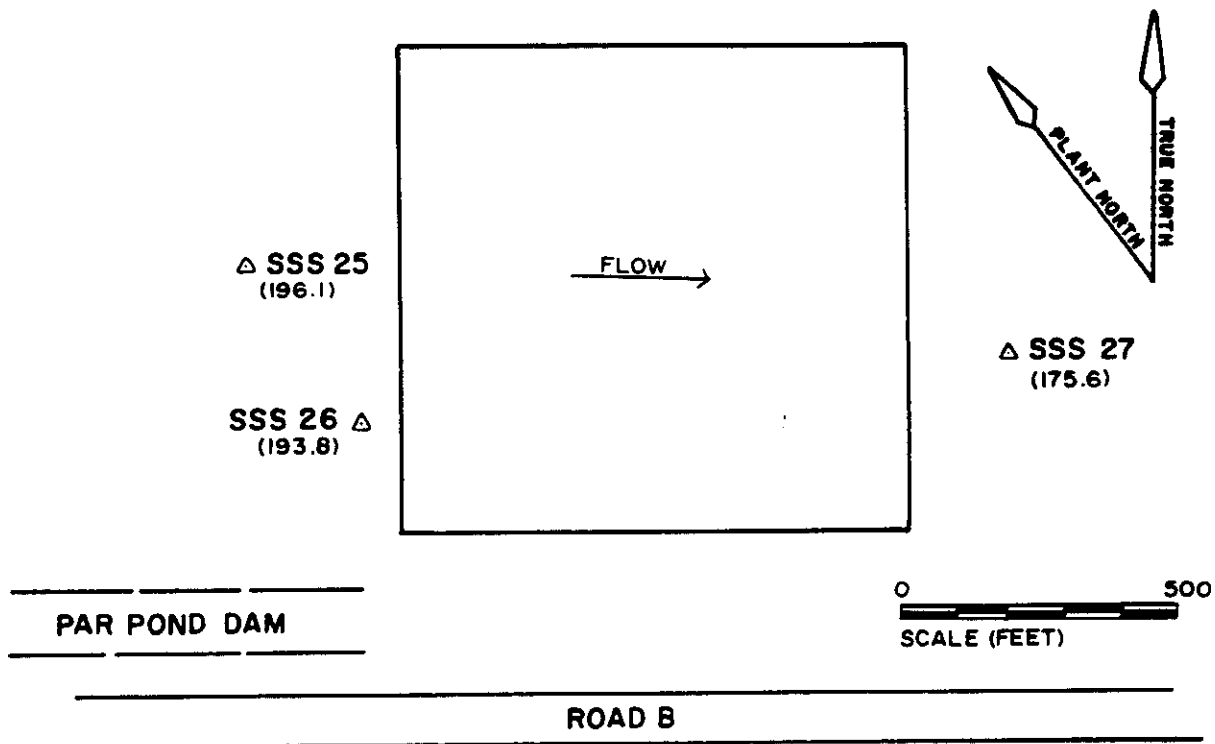 TRUE NORTH
PLANT NORTH
FLOW
SSS 25
(196.1)
SSS 27
(175.6)
SSS 26
(193.8)
0 500
SCALE (FEET)
PAR POND DAM
ROAD B